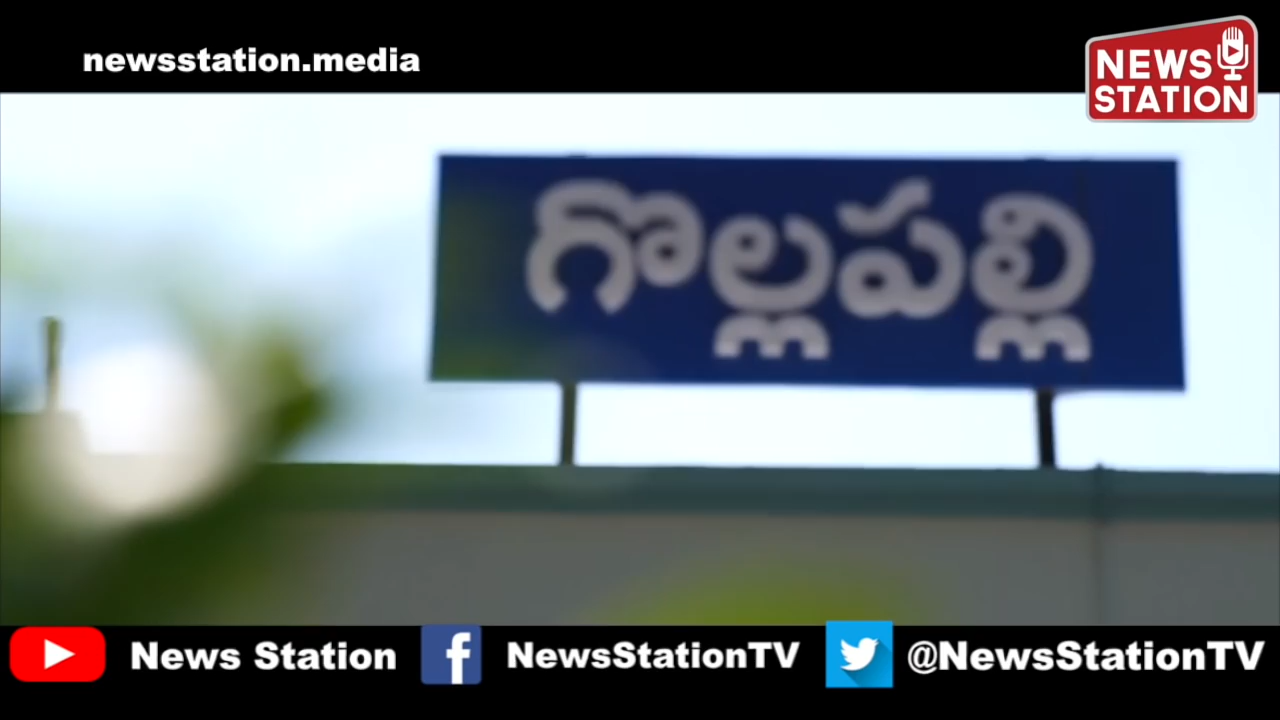 newsstation.media
NEWS
STATION
గొల్లపల్లి
News Station
NewsStationTV
@NewsStationTV